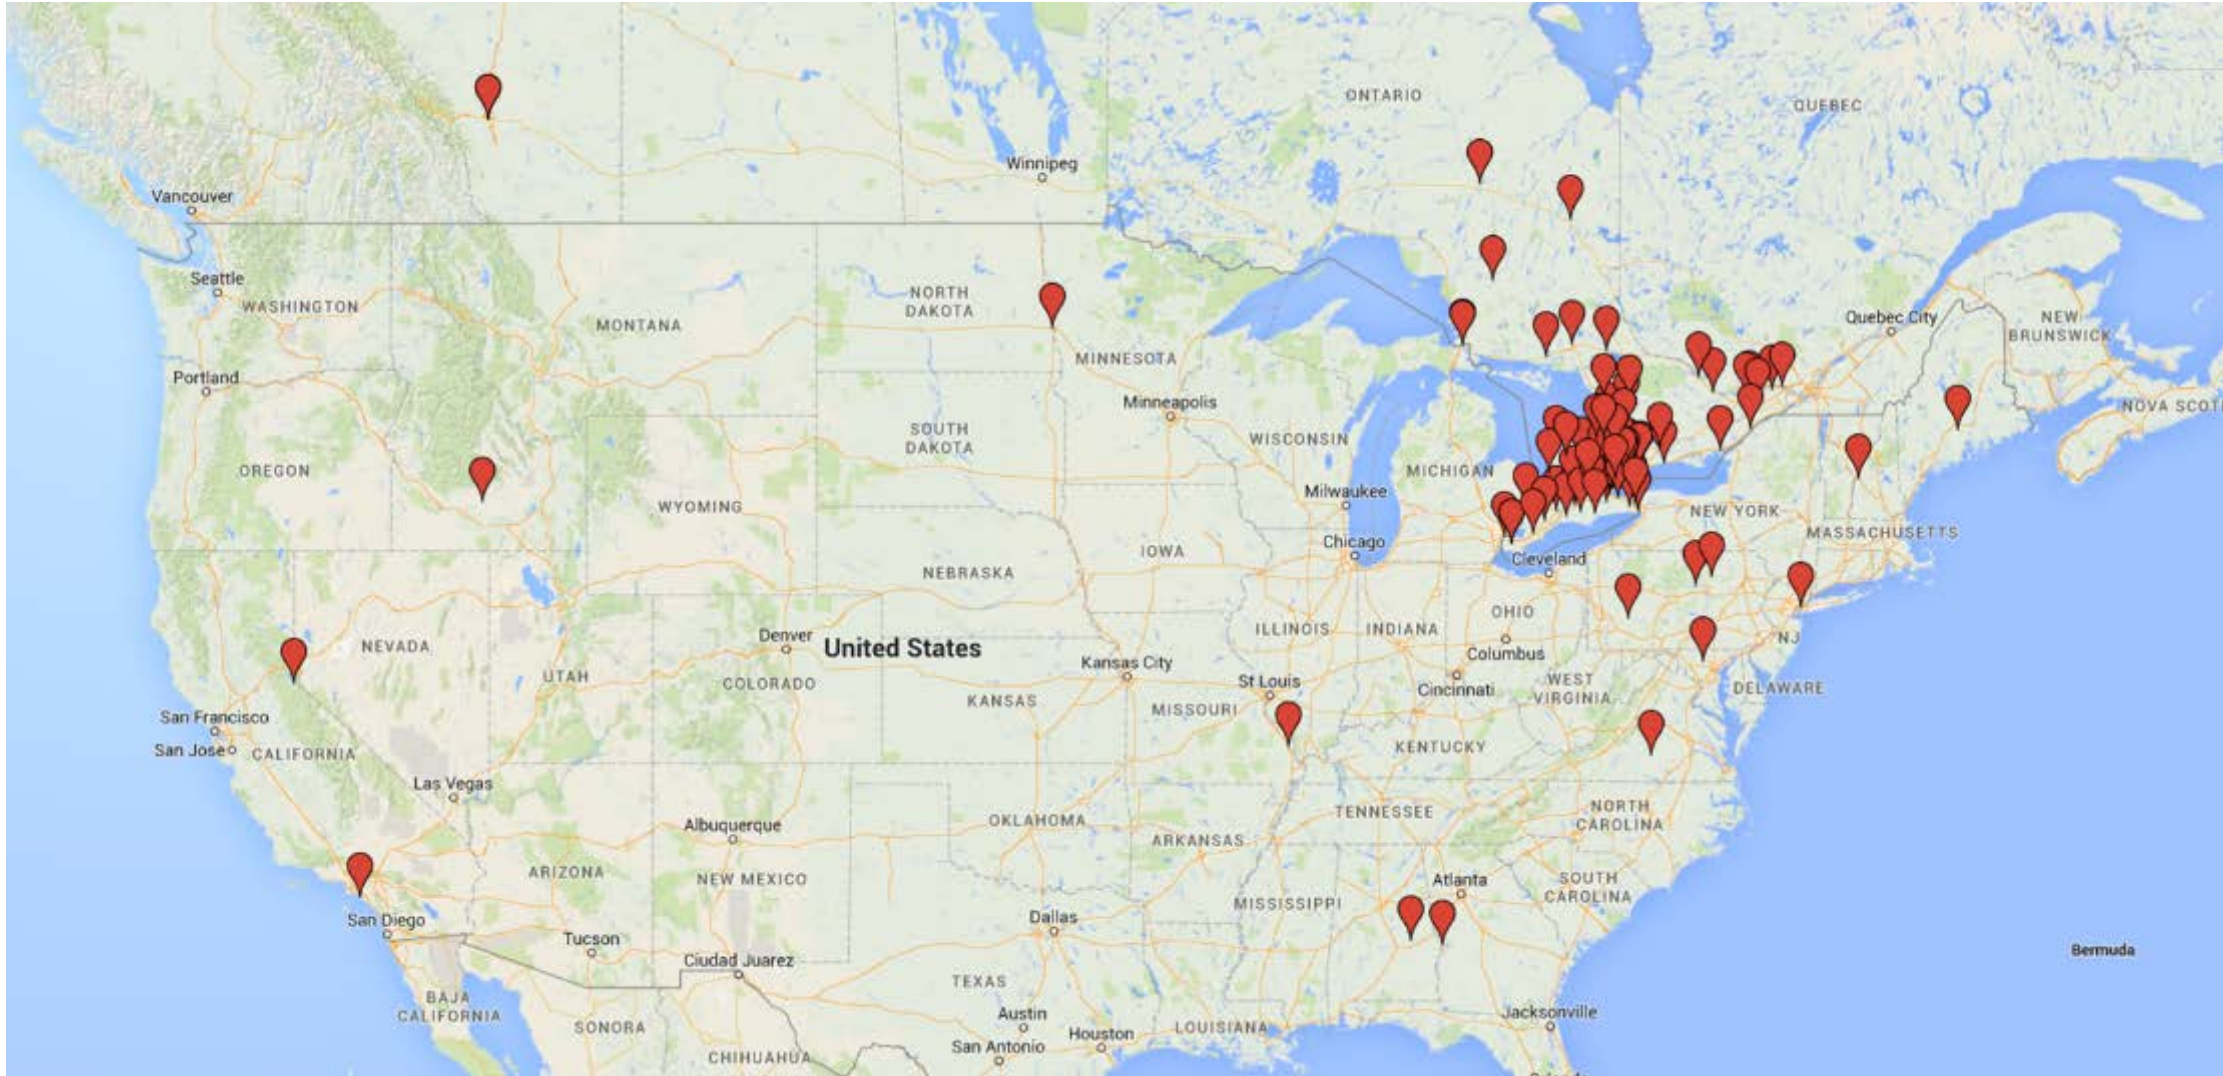 ONTARIO
QUEBEC
Winnipeg
Vancouver
Seattle
WASHINGTON
NORTH
DAKOTA
MONTANA
Quebec City
NEW
BRUNSWICK
MINNESOTA
Portland
Minneapolis
NOVA SCOT
SOUTH
DAKOTA
WISCONSIN
OREGON
MICHIGAN
Milwaukee
WYOMING
NEW YORK
MASSACHUSETTS
Chicago
IOWA
Cleveland
NEBRASKA
OHIO
ILLINOIS
INDIANA
Denver
NJ
United States
NEVADA
Columbus
Kansas City
UTAH
COLORADO
St Louis
Cincinnati
WEST
VIRGINIA
DELAWARE
KANSAS
MISSOURI
San Francisco
San Jose
CALIFORNIA
KENTUCKY
Las Vegas
NORTH
CAROLINA
TENNESSEE
OKLAHOMA
Albuquerque
ARKANSAS
ARIZONA
NEW MEXICO
Atlanta
SOUTH
CAROLINA
MISSISSIPPI
San Diego
Dallas
Tucson
Bermuda
Ciudad Juarez
TEXAS
BAJA
CALIFORNIA
Austin
Jacksonville
SONORA
Houston
LOUISIANA
San Antonio
CHIHUAHUA